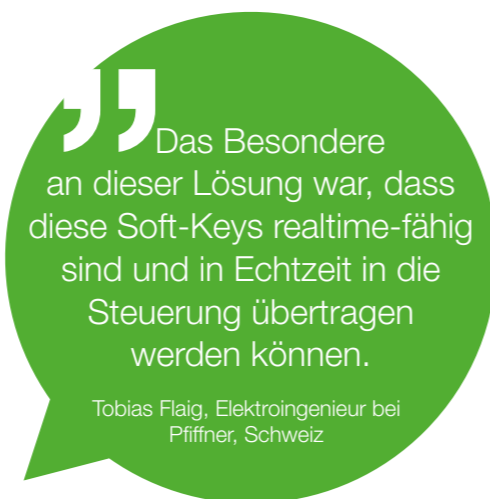 ”Das Besondere
an dieser Lösung war, dass
diese Soft-Keys realtime-fähig
sind und in Echtzeit in die
Steuerung übertragen
werden können.
Tobias Flaig, Elektroingenieur bei
Pfiffner, Schweiz